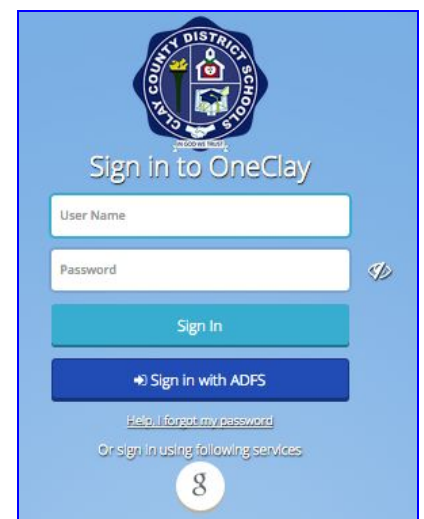 COUNTY DISTRICT SCHOOLS CLAY
IN GOD WE TRUST
Sign in to OneClay
User Name
Password
Sign In
Sign in with ADFS
Help, I forgot my password
Or sign in using following services
g